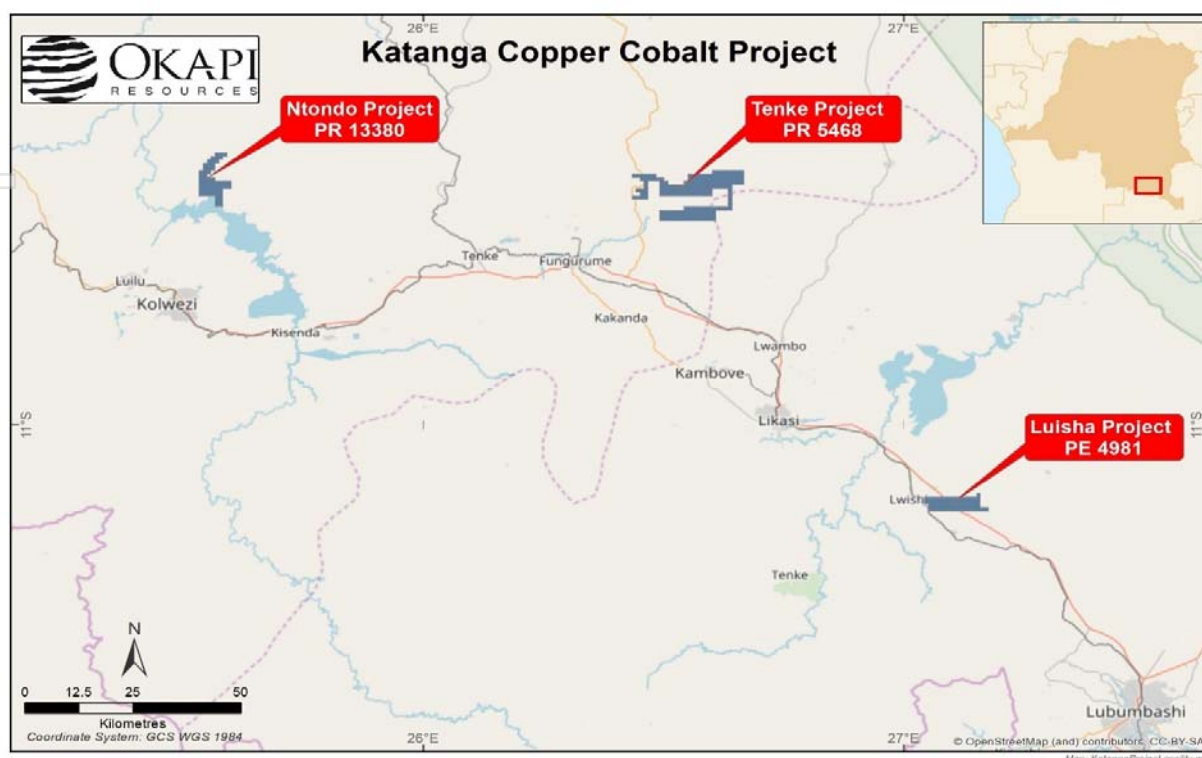 26°E
27°E
OKAPI
RESOURCES
Katanga Copper Cobalt Project
Ntondo Project
PR 13380
Tenke Project
PR 5468
Tenke
Fungurume
Luilu
Kolwezi
Kisenda
Kakanda
Lwambo
Kambove
Likasi
11°S
11°S
Luisha Project
PE 4981
Lwishi
Tenke
N
0 12.5 25 50
Kilometres
Coordinate System: GCS WGS 1984
Lubumbashi
26°E
27°E
© OpenStreetMap (and) contributors, CC-BY-SA